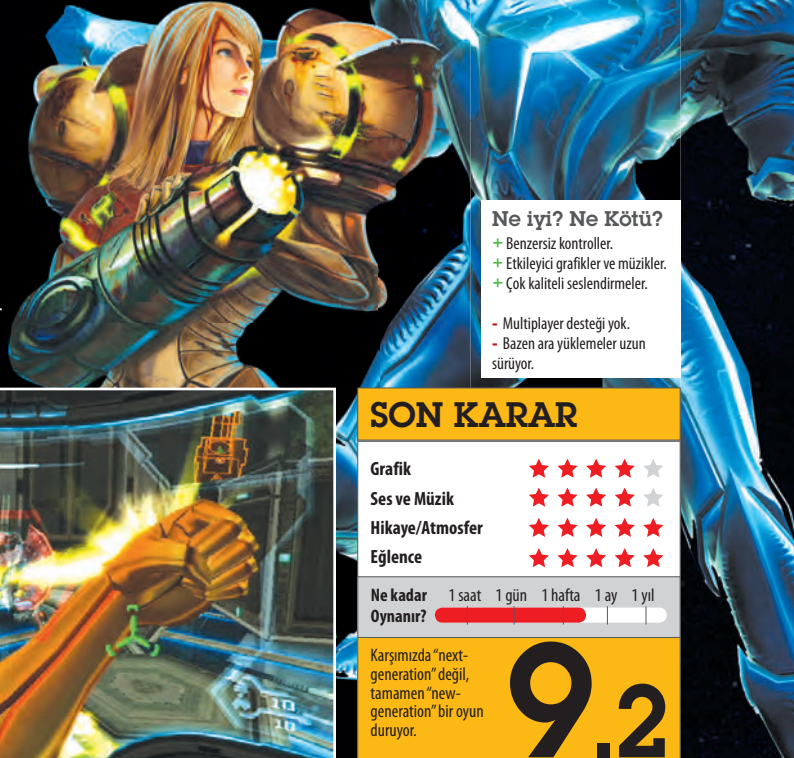 Ne iyi? Ne Kötü?
+ Benzersiz kontroller.
+ Etkileyici grafikler ve müzikler.
+ Çok kaliteli seslendirmeler.
- Multiplayer desteği yok.
- Bazen ara yüklemeler uzun
sürüyor.
SON KARAR
Grafik
Ses ve Müzik
Hikaye/Atmosfer
Eğlence
Ne kadar 1 saat 1 gün 1 hafta 1 ay 1 yıl
Oynanır?
Karşımızda “next-
generation” değil,
tamamen “new-
generation” bir oyun
duruyor.
9.2
10
10